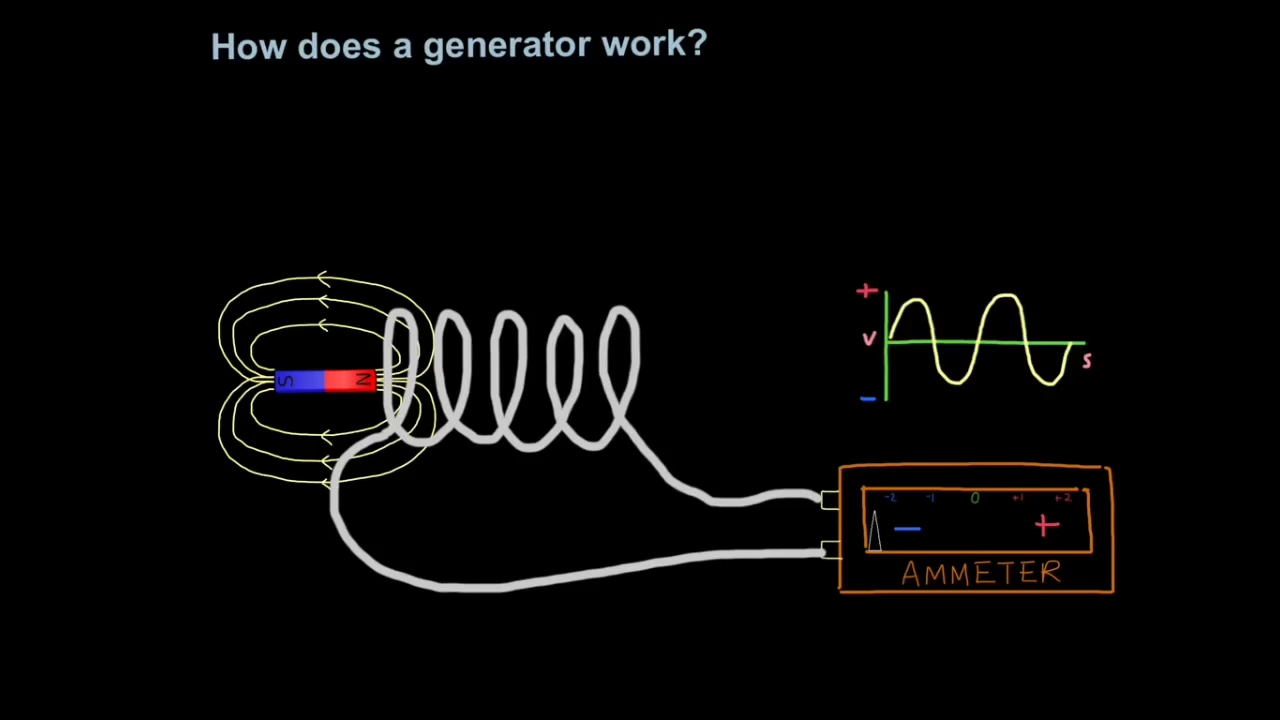 How does a generator work?
S N
+
V
S
-
-2 -1 0 +1 +2
- +
AMMETER